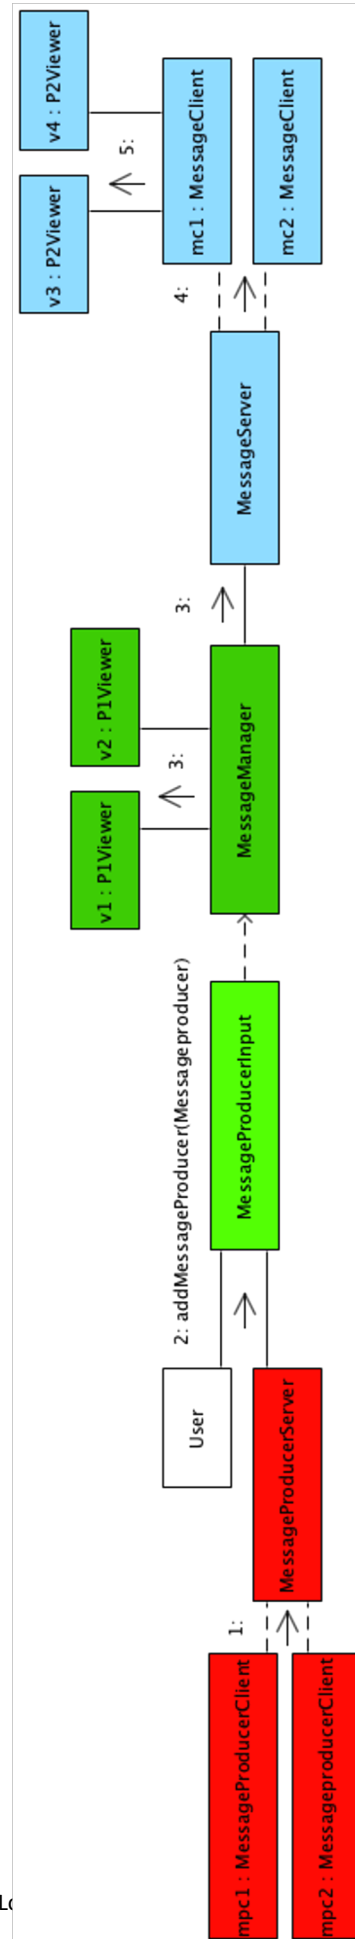 mpc1 : MessageProducerClient
mpc2 : MessageproducerClient
1:
MessageProducerServer
User
2: addMessageProducer(Messageproducer)
MessageProducerInput
MessageManager
v1 : P1Viewer
v2 : P1Viewer
3:
3:
MessageServer
4:
mc1 : MessageClient
mc2 : MessageClient
5:
v3 : P2Viewer
v4 : P2Viewer